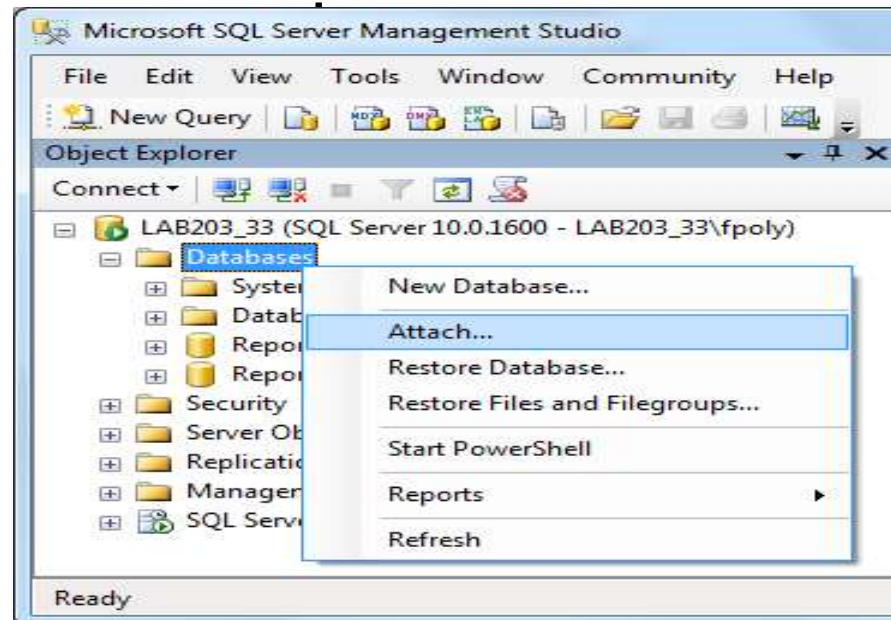 Microsoft SQL Server Management Studio
File Edit View Tools Window Community Help
New Query
Object Explorer
Connect
LAB203_33 (SQL Server 10.0.1600 - LAB203_33\fpoly)
Databases
New Database...
Attach...
Restore Database...
Security
Restore Files and Filegroups...
Start PowerShell
Reports
Refresh
Ready